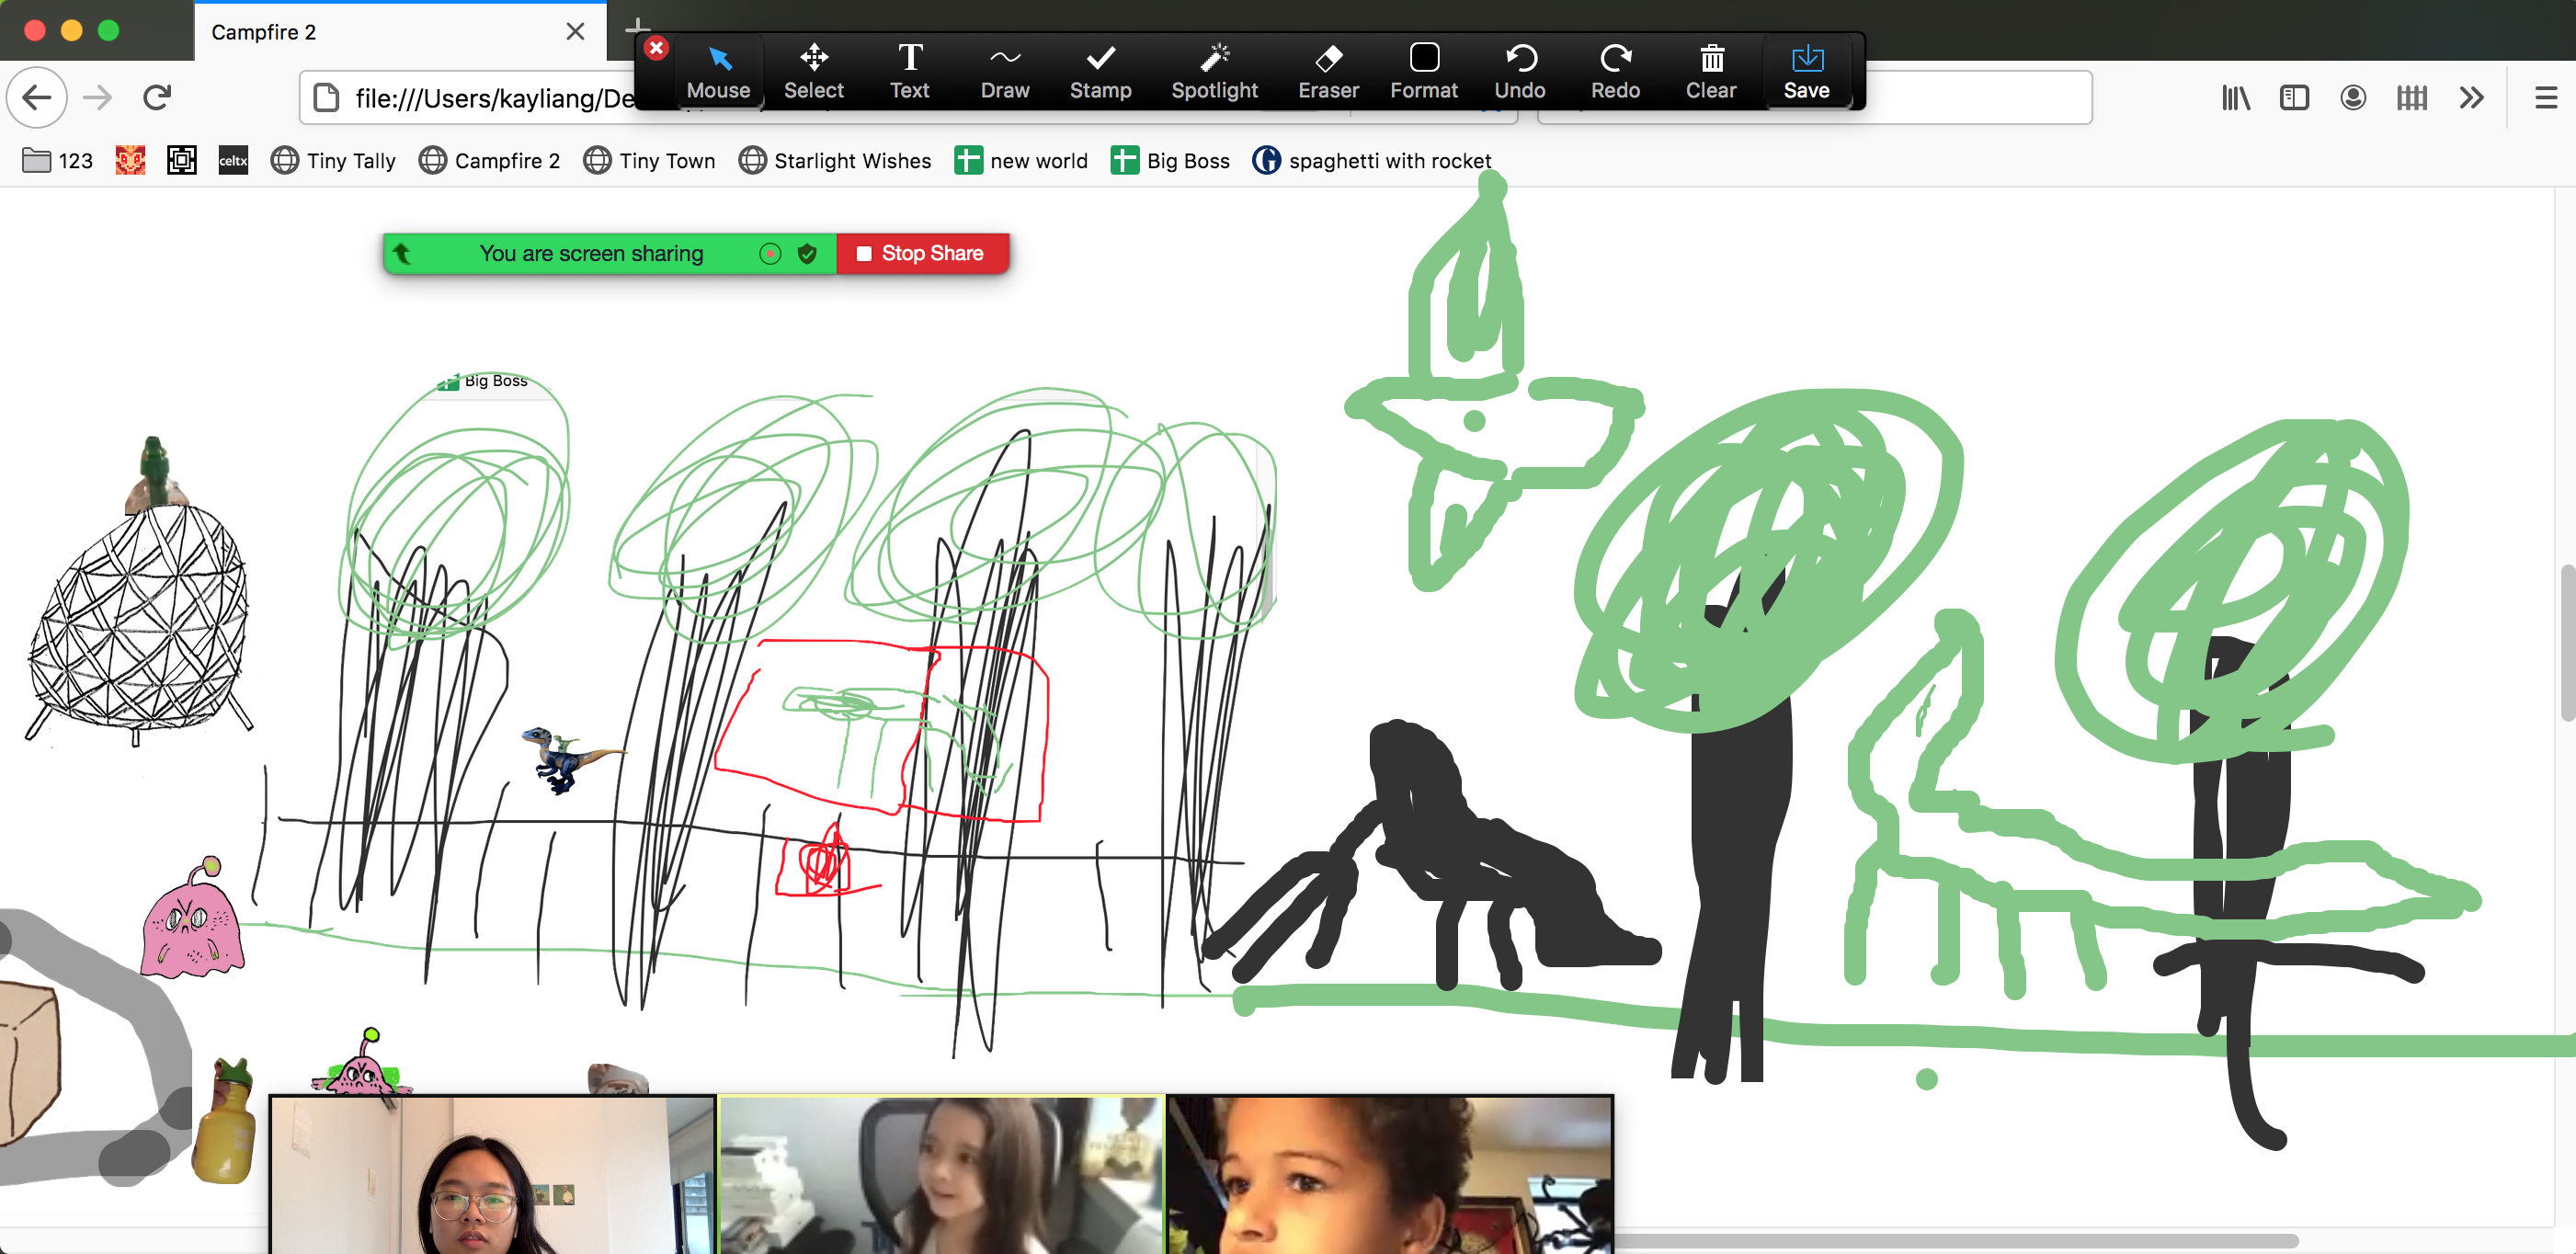 Campfire 2
Mouse Select Text Draw Stamp Spotlight Eraser Format Undo Redo Clear Save
file:///Users/kayliang/De
123 celtx Tiny Tally Campfire 2 Tiny Town Starlight Wishes new world Big Boss spaghetti with rocket
You are screen sharing Stop Share
Big Boss